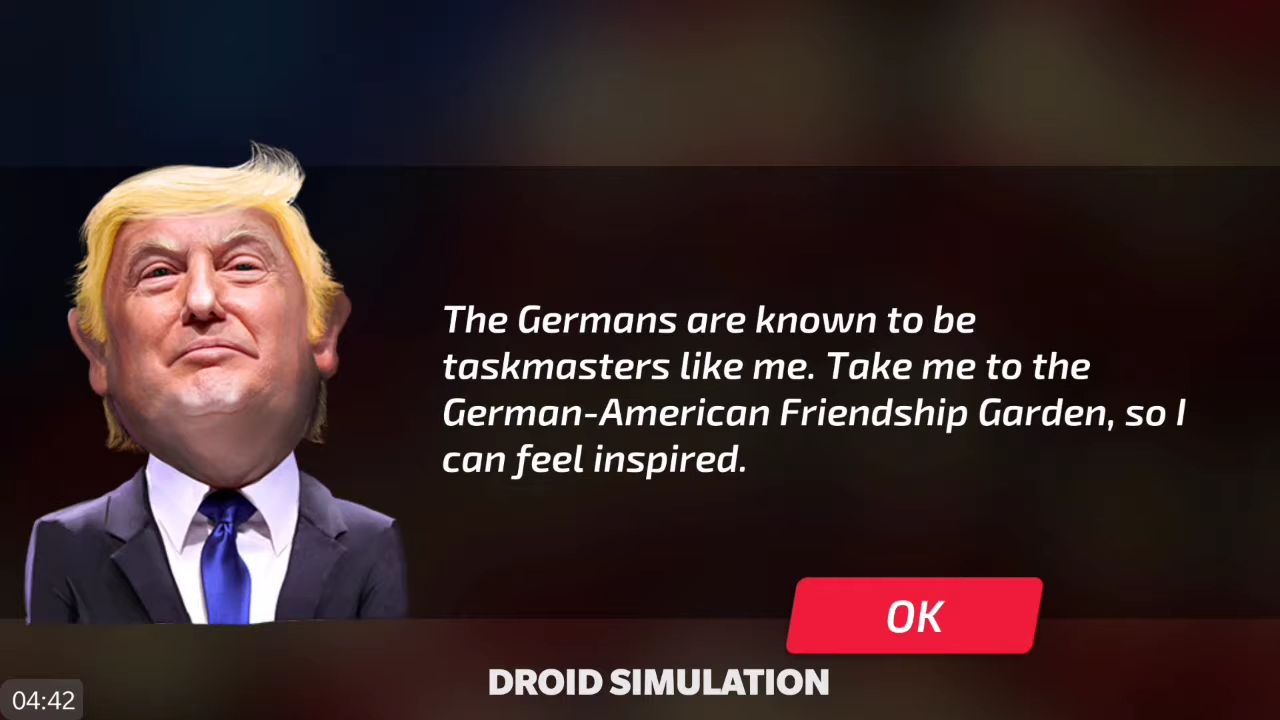 The Germans are known to be
taskmasters like me. Take me to the
German-American Friendship Garden, so I
can feel inspired.
OK
DROID SIMULATION
04:42